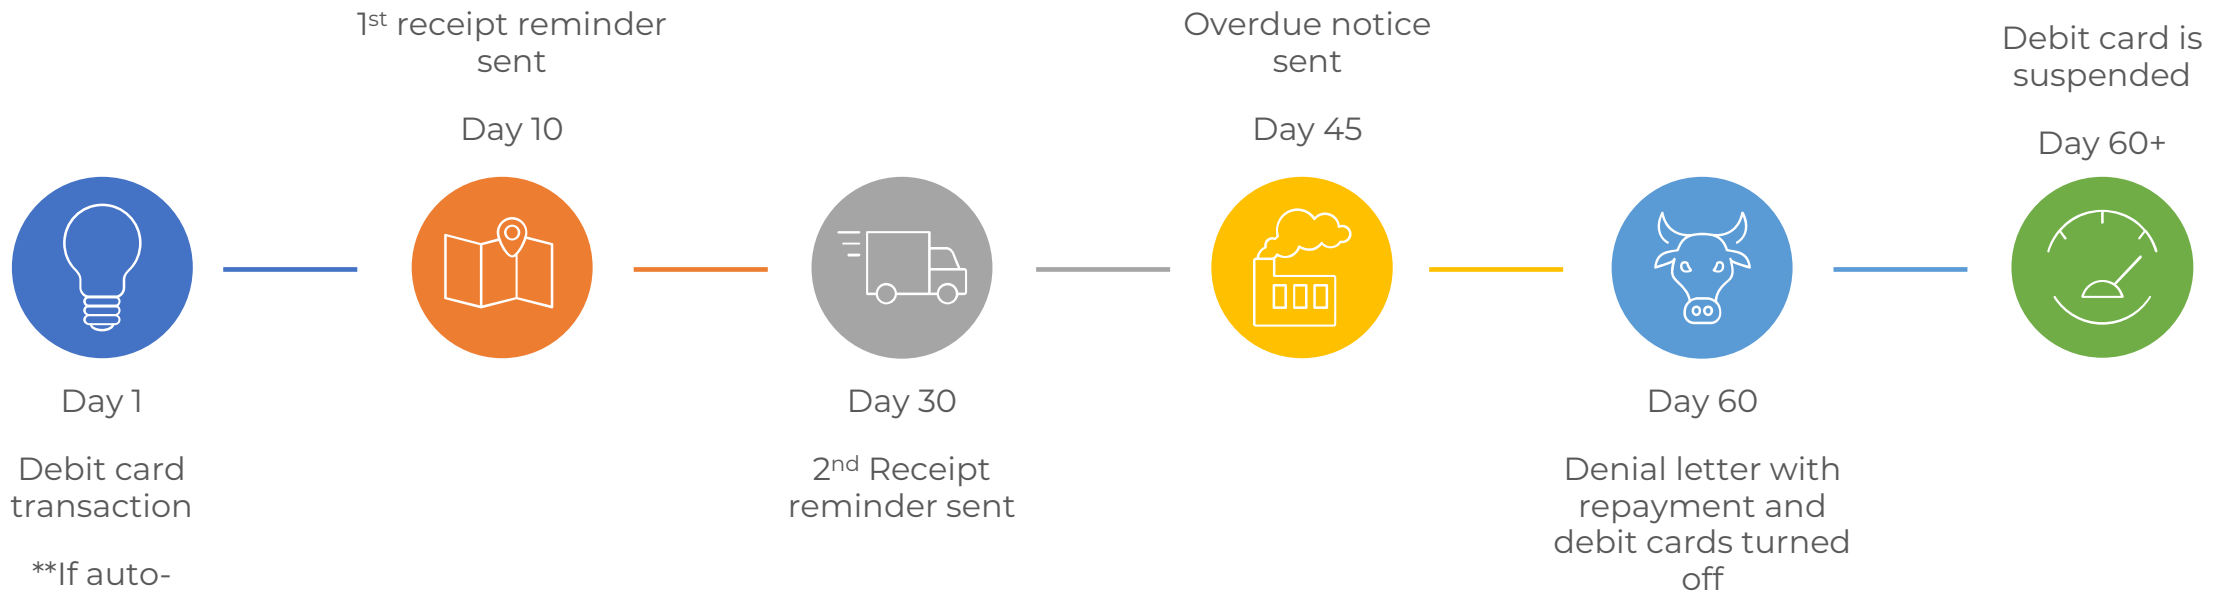 Day 1
Debit card
transaction
**If auto-
1st receipt reminder
sent
Day 10
Day 30
2nd Receipt
reminder sent
Overdue notice
sent
Day 45
Day 60
Denial letter with
repayment and
debit cards turned
off
Debit card is
suspended
Day 60+